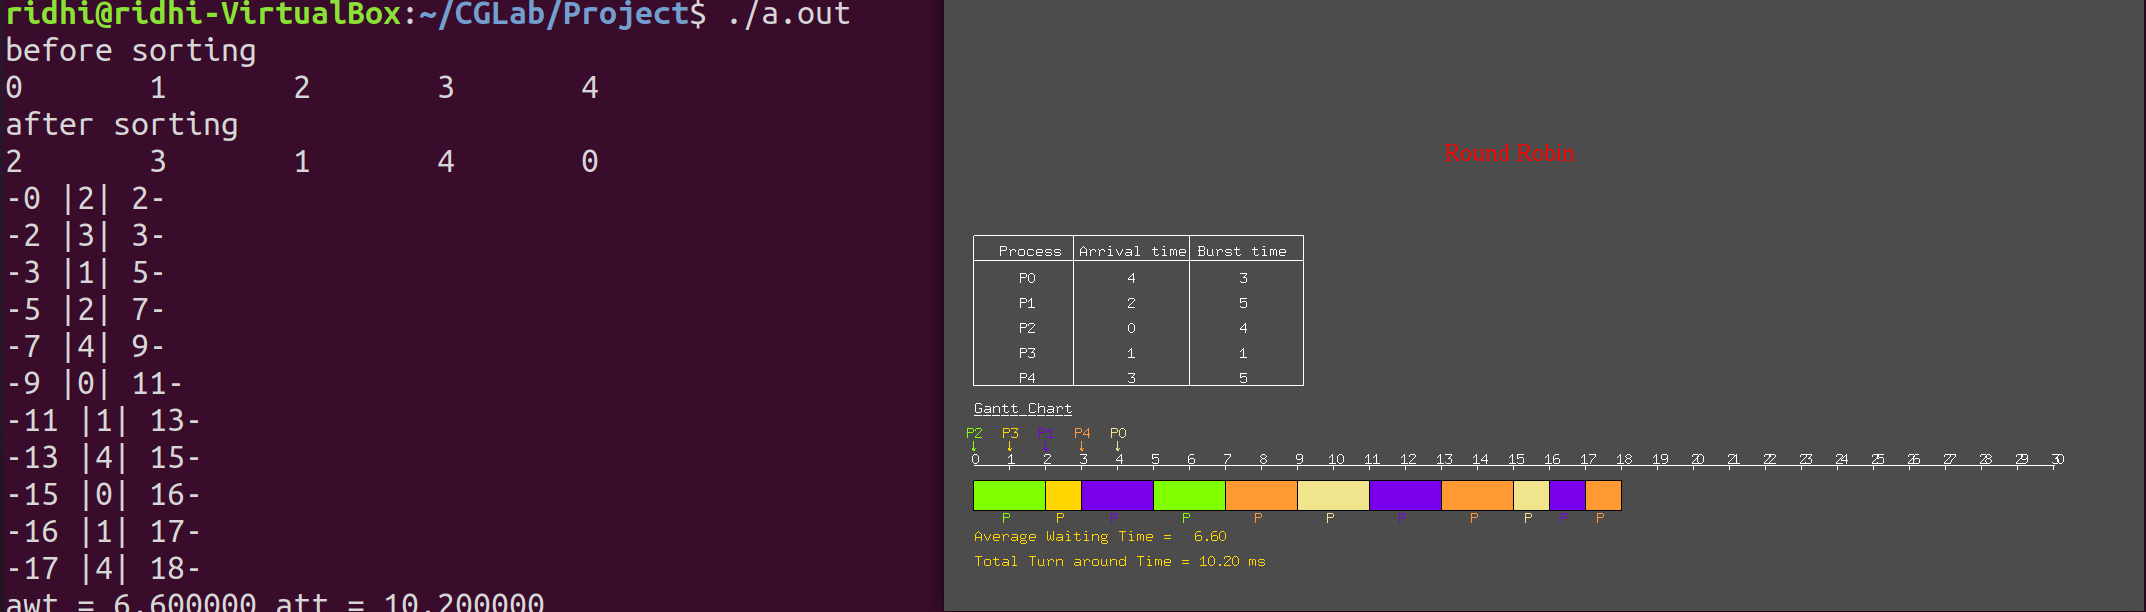 ridhi@ridhi-VirtualBox:~/CGLab/Project$ ./a.out
before sorting
0 1 2 3 4
after sorting
2 3 1 4 0
-0 |2| 2-
-2 |3| 3-
-3 |1| 5-
-5 |2| 7-
-7 |4| 9-
-9 |0| 11-
-11 |1| 13-
-13 |4| 15-
-15 |0| 16-
-16 |1| 17-
-17 |4| 18-
awt = 6.600000 att = 10.200000
Round Robin
Process Arrival time Burst time
P0 4 3
P1 2 5
P2 0 4
P3 1 1
P4 3 5
Gantt Chart
P2 P3 P1 P4 P0
0 1 2 3 4 5 6 7 8 9 10 11 12 13 14 15 16 17 18 19 20 21 22 23 24 25 26 27 28 29 30
P P P P P P P P P P P
Average Waiting Time = 6.60
Total Turn around Time = 10.20 ms